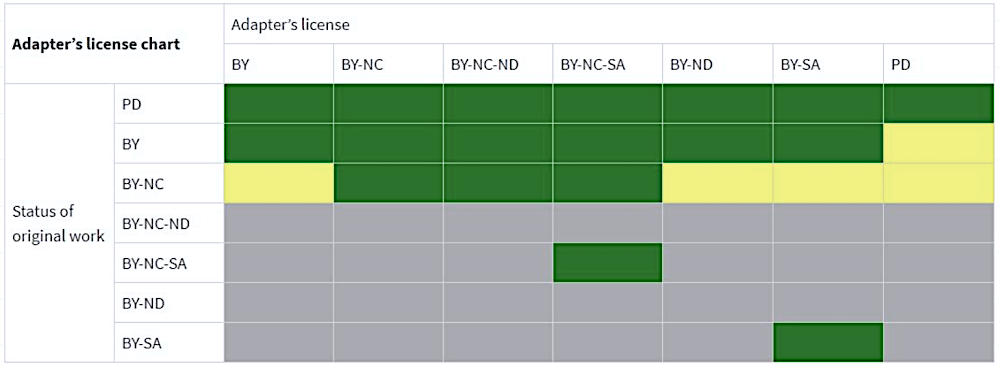 Adapter’s license chart
Adapter’s license
BY
BY-NC
BY-NC-ND
BY-NC-SA
BY-ND
BY-SA
PD
Status of
original work
PD
BY
BY-NC
BY-NC-ND
BY-NC-SA
BY-ND
BY-SA